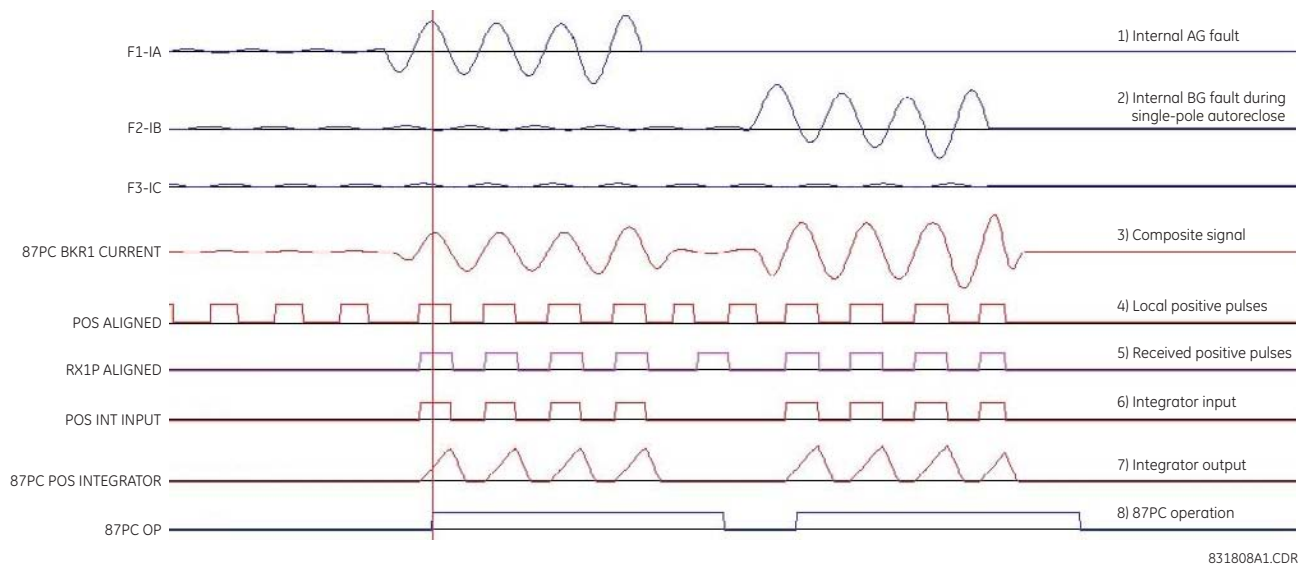 F1-IA
1) Internal AG fault
F2-IB
2) Internal BG fault during
single-pole autoreclose
F3-IC
87PC BKR1 CURRENT
3) Composite signal
POS ALIGNED
4) Local positive pulses
RX1P ALIGNED
5) Received positive pulses
POS INT INPUT
6) Integrator input
87PC POS INTEGRATOR
7) Integrator output
87PC OP
8) 87PC operation
831808A1.CDR